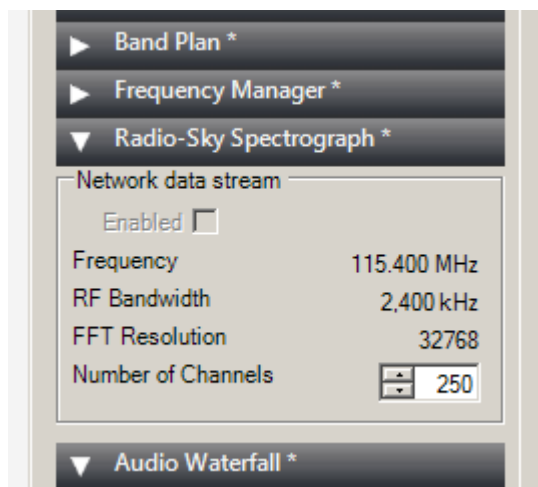 Band Plan *
Frequency Manager *
Radio-Sky Spectrograph *
Network data stream
Enabled
Frequency 115.400 MHz
RF Bandwidth 2,400 kHz
FFT Resolution 32768
Number of Channels 250
Audio Waterfall *